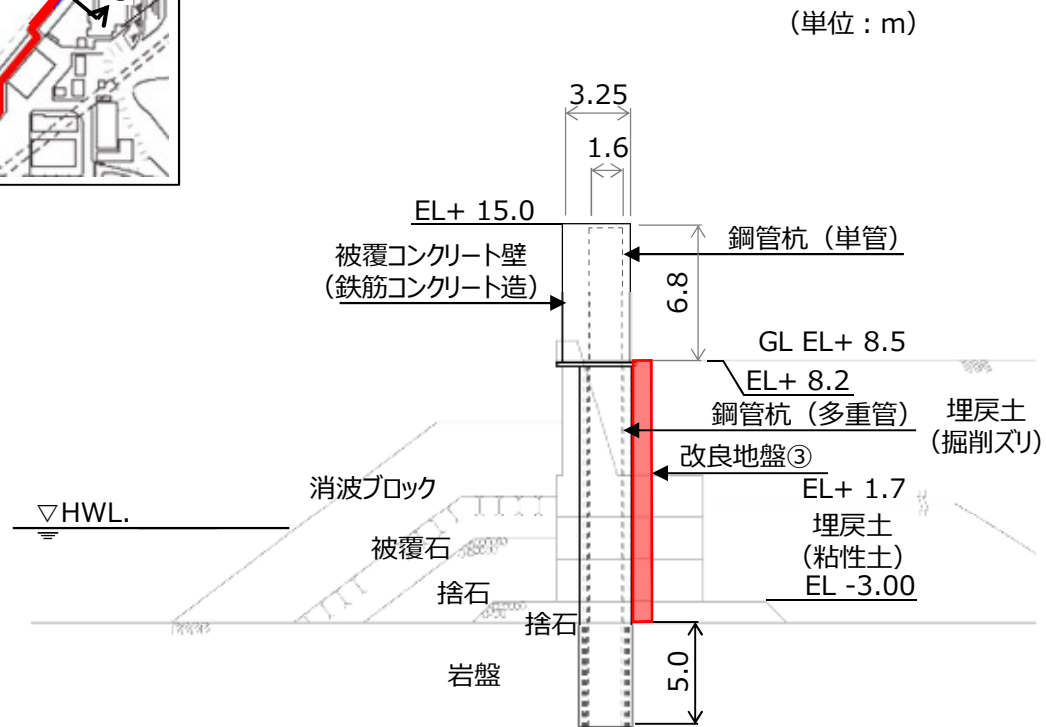 （単位：m）
3.25
1.6
EL+ 15.0
鋼管杭（単管）
被覆コンクリート壁
（鉄筋コンクリート造）
6.8
GL EL+ 8.5
EL+ 8.2
鋼管杭（多重管）
埋戻土
（掘削ズリ）
改良地盤③
消波ブロック
EL+ 1.7
▽HWL.
埋戻土
（粘性土）
被覆石
EL -3.00
捨石
捨石
岩盤
5.0